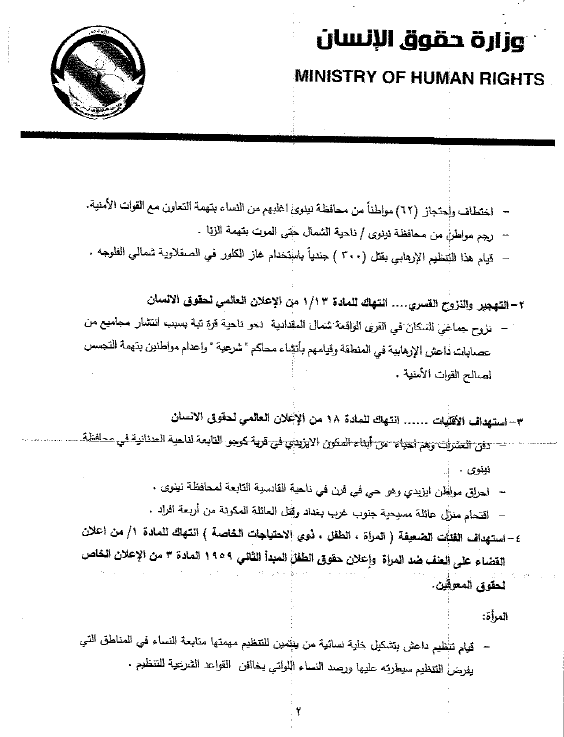 وزارة حقوق الإنسان
MINISTRY OF HUMAN RIGHTS
- اختطاف وإحتجاز (٦٢) مواطناً من محافظة نينوى اغلبهم من النساء بتهمة التعاون مع القوات الأمنية.
- رجم مواطن من محافظة نينوى / ناحية الشمال حتى الموت بتهمة الزنا .
- قيام هذا التنظيم الإرهابي بقتل (٣٠٠) جندياً باستخدام غاز الكلور في الصقلاوية شمالي الفلوجه .
٢- التهجير والنزوح القسري.... انتهاك للمادة ١/١٣ من الإعلان العالمي لحقوق الانسان
- نزوح جماعي للسكان في القرى الواقعة شمال المقدادية نحو ناحية قرة تبة بسبب انتشار مجاميع من
عصابات داعش الإرهابية في المنطقة وقيامهم بأنشاء محاكم " شرعية " واعدام مواطنين بتهمة التجسس
لصالح القوات الأمنية .
٣- استهداف الأقليات ...... انتهاك للمادة ١٨ من الإعلان العالمي لحقوق الانسان
- دفن العشرات وهم احياء من أبناء المكون الايزيدي في قرية كوجو التابعة لناحية العدنانية في محافظة
نينوى .
- احراق مواطن ايزيدي وهو حي في فرن في ناحية القادسية التابعة لمحافظة نينوى .
- اقتحام منزل عائلة مسيحية جنوب غرب بغداد وقتل العائلة المكونة من أربعة افراد .
٤- استهداف الفئات الضعيفة ( المرأة ، الطفل ، ذوي الاحتياجات الخاصة ) انتهاك للمادة ١/ من اعلان
القضاء على العنف ضد المرأة وإعلان حقوق الطفل المبدأ الثاني ١٩٥٩ المادة ٣ من الإعلان الخاص
لحقوق المعوقين.
المرأة:
- قيام تنظيم داعش بتشكيل خلية نسائية من ينتمين للتنظيم مهمتها متابعة النساء في المناطق التي
يفرض التنظيم سيطرته عليها ورصد النساء اللواتي يخالفن القواعد الشرعية للتنظيم .
٢